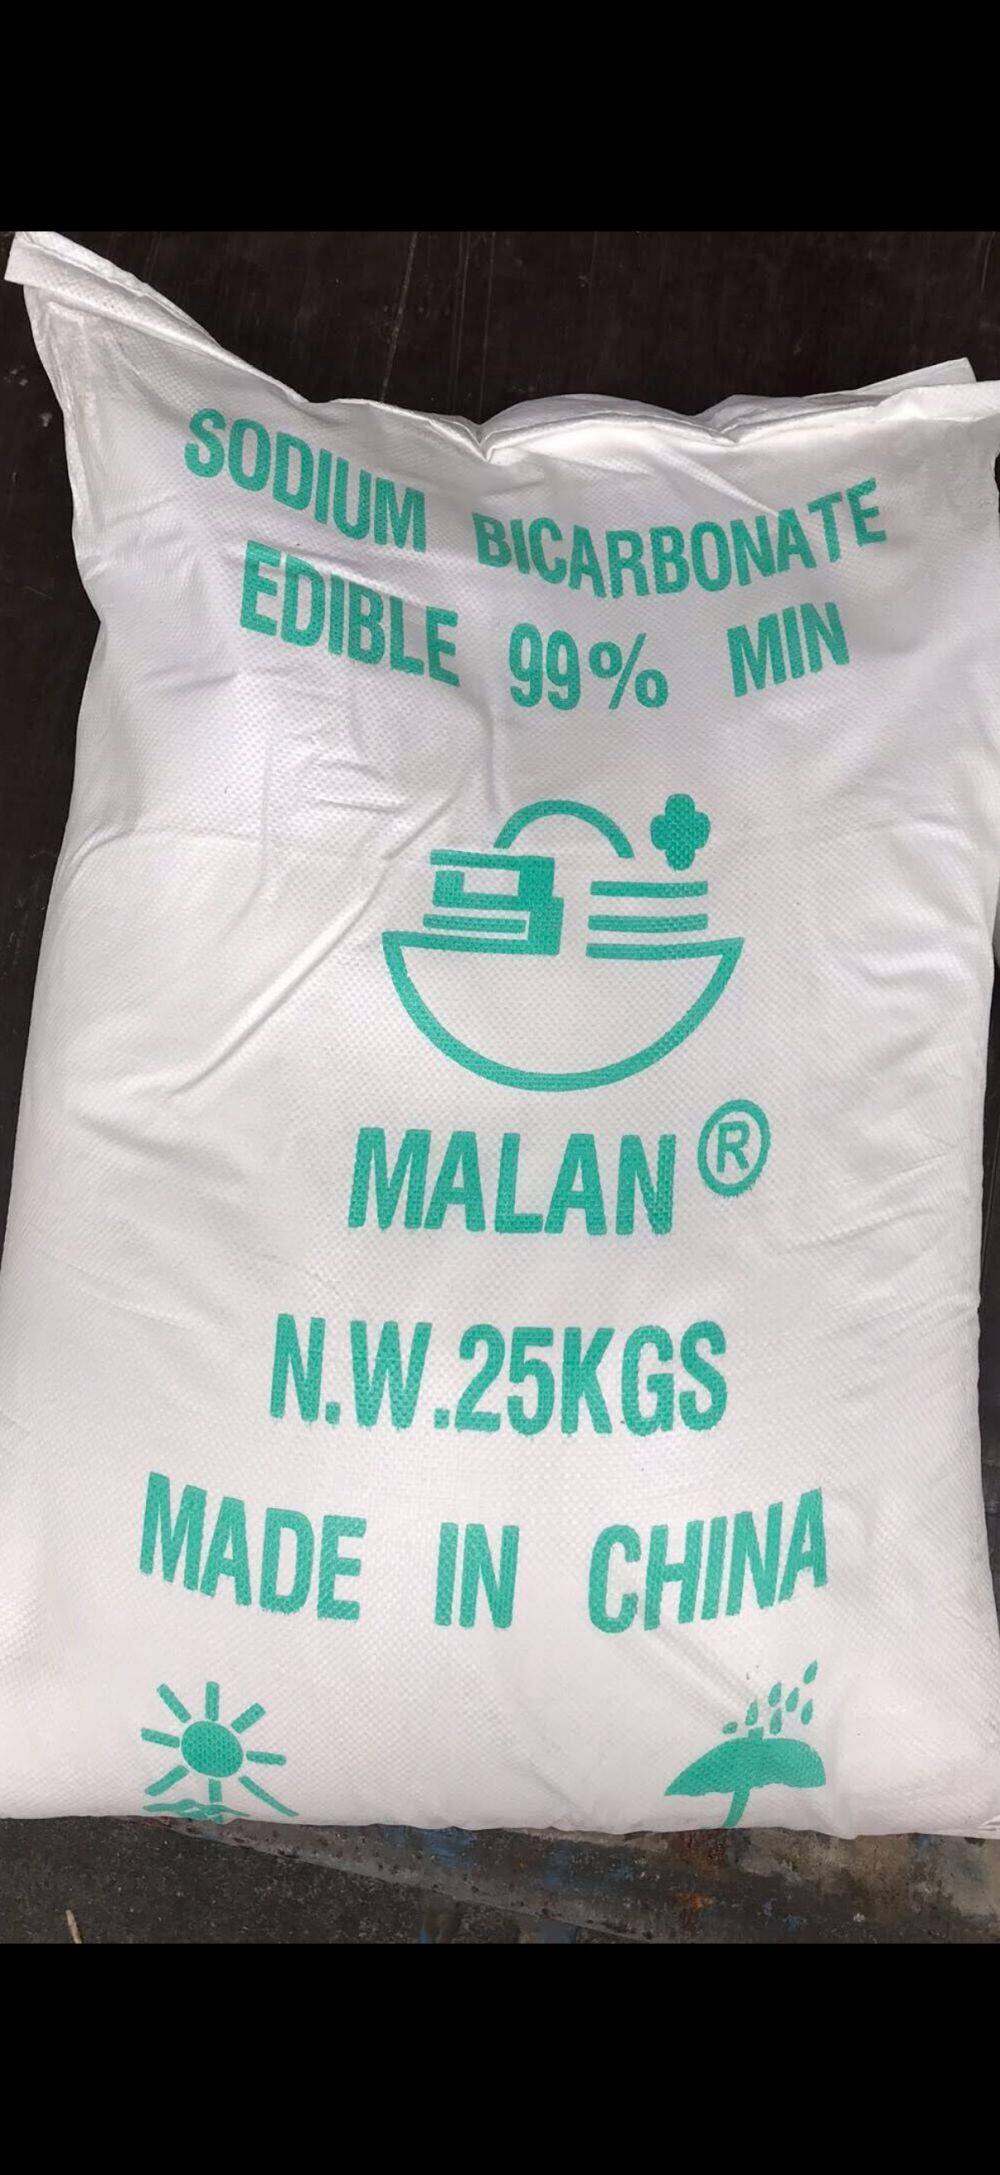 SODIUM BICARBONATE
EDIBLE 99% MIN
MALAN®
N.W.25KGS
MADE IN CHINA